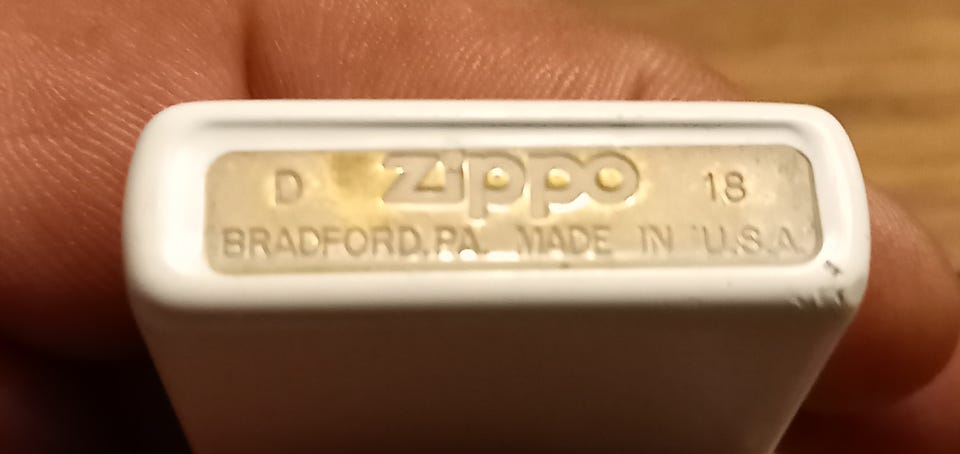 D Zippo 18
BRADFORD,PA. MADE IN U.S.A.